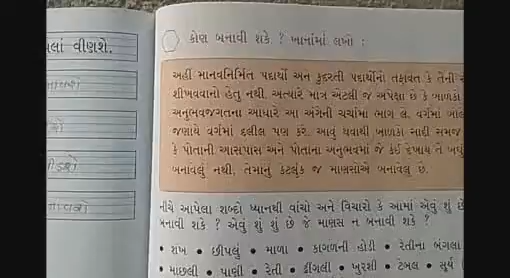 લાં વીણશે.
કોણ બનાવી શકે ? ખાનામાં લખો :
અહીં માનવનિર્મિત પદાર્થો અને કુદરતી પદાર્થોનો તફાવત કે તેની સં
શીખવવાનો હેતુ નથી. અત્યારે માત્ર એટલી જ અપેક્ષા છે કે બાળકો
અનુભવજગતના આધારે આ અંગેની ચર્ચામાં ભાગ લે. વર્ગમાં બાળ
જણાયે વર્ગમાં દલીલ પણ કરે. આવું થવાથી બાળકો સાદી સમજ
કે પોતાની આસપાસ અને પોતાના અનુભવમાં જે કંઈ દેખાય તે બધું
બનાવેલું નથી, તેમાંનું કેટલુંક જ માણસોએ બનાવેલું છે.
નીચે આપેલા શબ્દો ધ્યાનથી વાંચો અને વિચારો કે આમાં એવું શું છે
બનાવી શકે ? એવું શું શું છે જે માણસ ન બનાવી શકે ?
• શંખ • છીપલું • માળા • કાગળની હોડી • રેતીના બંગલા
• માછલી • પાણી • રેતી • ઢીંગલી • ખુરશી • ટેબલ • સૂર્ય